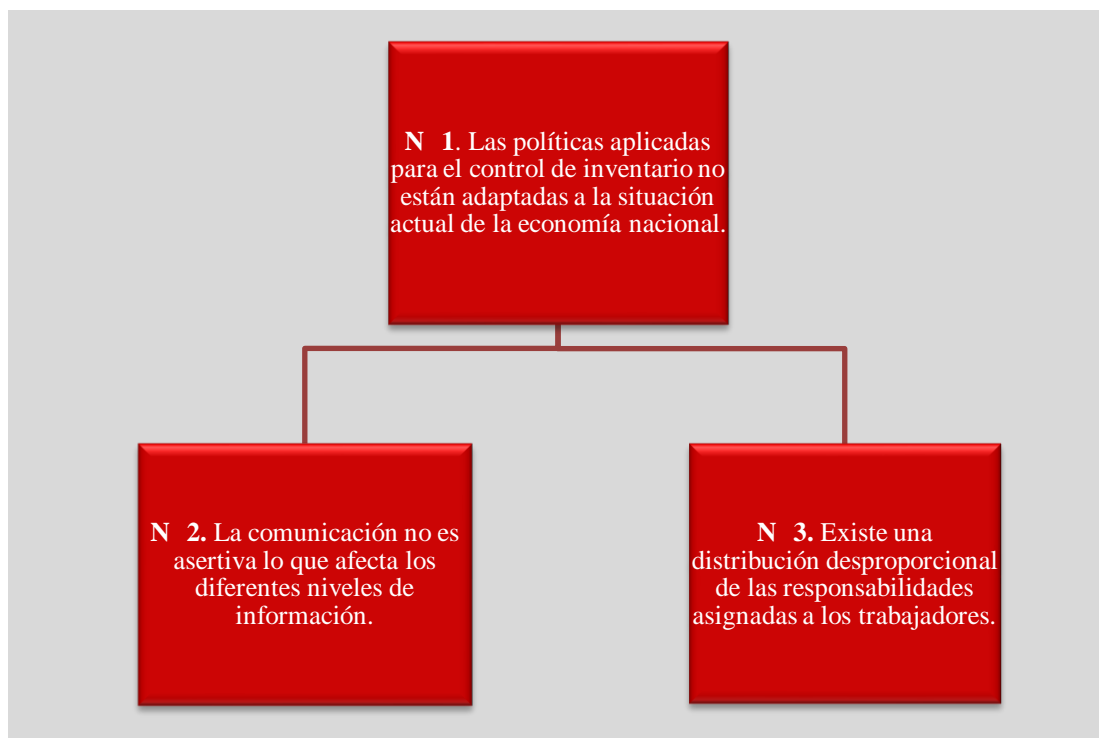 N 1. Las políticas aplicadas
para el control de inventario no
están adaptadas a la situación
actual de la economía nacional.
N 2. La comunicación no es
asertiva lo que afecta los
diferentes niveles de
información.
N 3. Existe una
distribución desproporcional
de las responsabilidades
asignadas a los trabajadores.